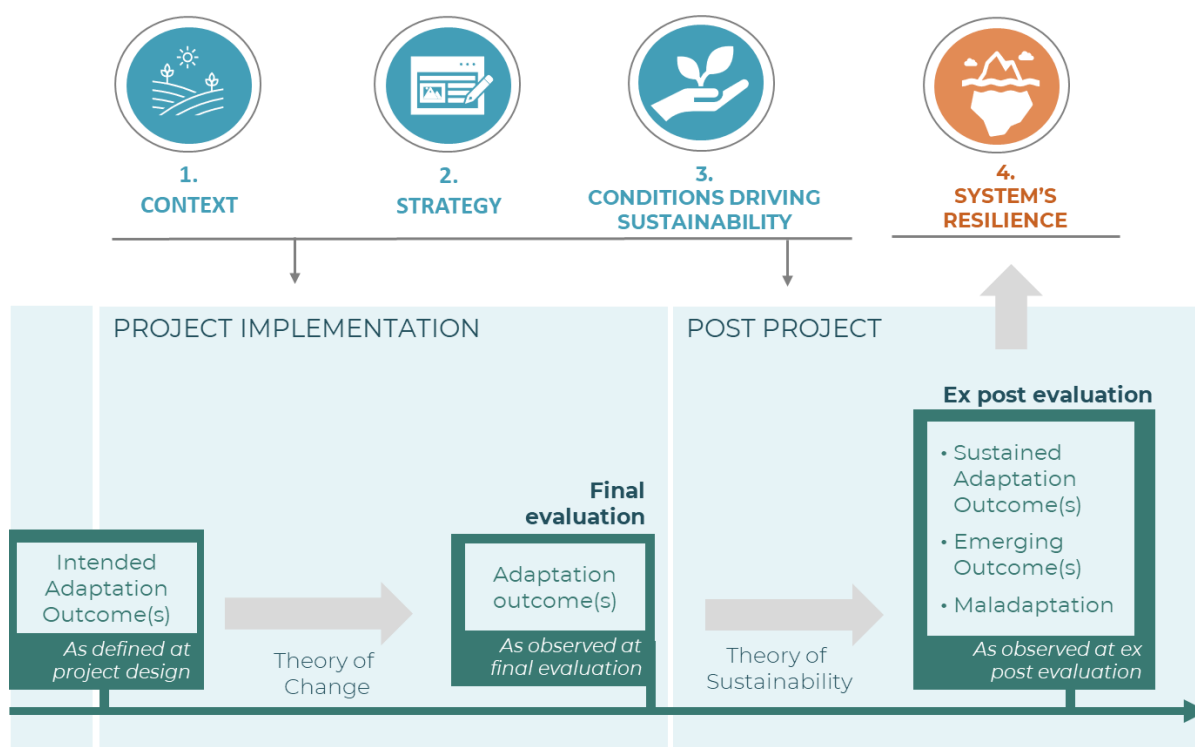 1.
CONTEXT
2.
STRATEGY
3.
CONDITIONS DRIVING
SUSTAINABILITY
4.
SYSTEM'S
RESILIENCE
PROJECT IMPLEMENTATION
POST PROJECT
Intended
Adaptation
Outcome(s)
As defined at
project design
Theory of
Change
Final
evaluation
Adaptation
outcome(s)
As observed at
final evaluation
Theory of
Sustainability
Ex post evaluation
• Sustained
Adaptation
Outcome(s)
• Emerging
Outcome(s)
• Maladaptation
As observed at ex
post evaluation